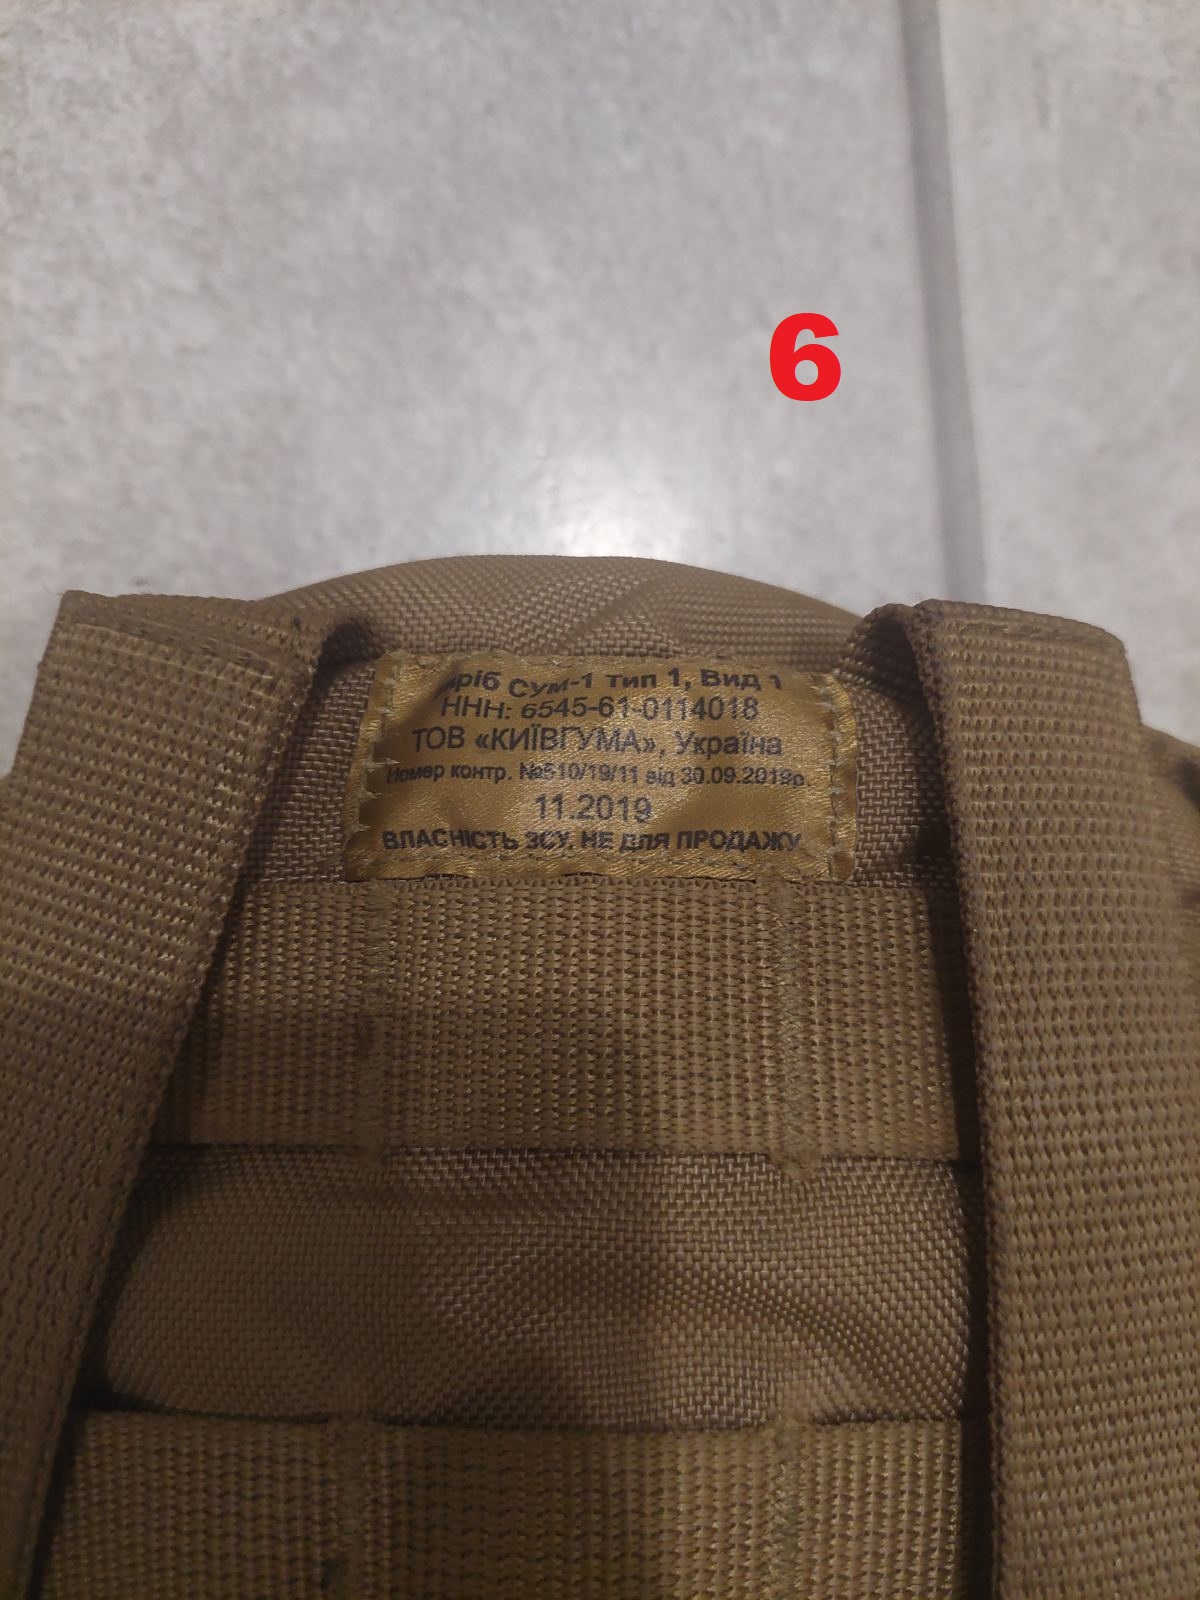 6
Сум-1 тип 1, Вид 1
ННН: 6545-61-0114018
ТОВ «КИЇВГУМА», Україна
Номер контр. №510/19/11 від 30.09.2019р.
11.2019
ВЛАСНІСТЬ ЗСУ. НЕ ДЛЯ ПРОДАЖУ